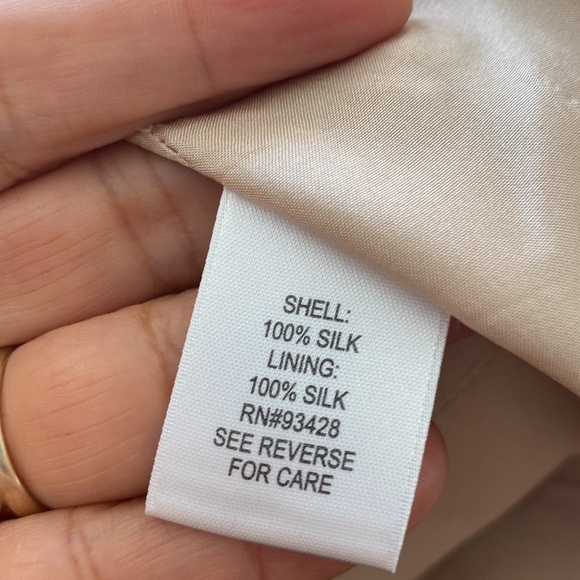 SHELL:
100% SILK
LINING:
100% SILK
RN#93428
SEE REVERSE
FOR CARE